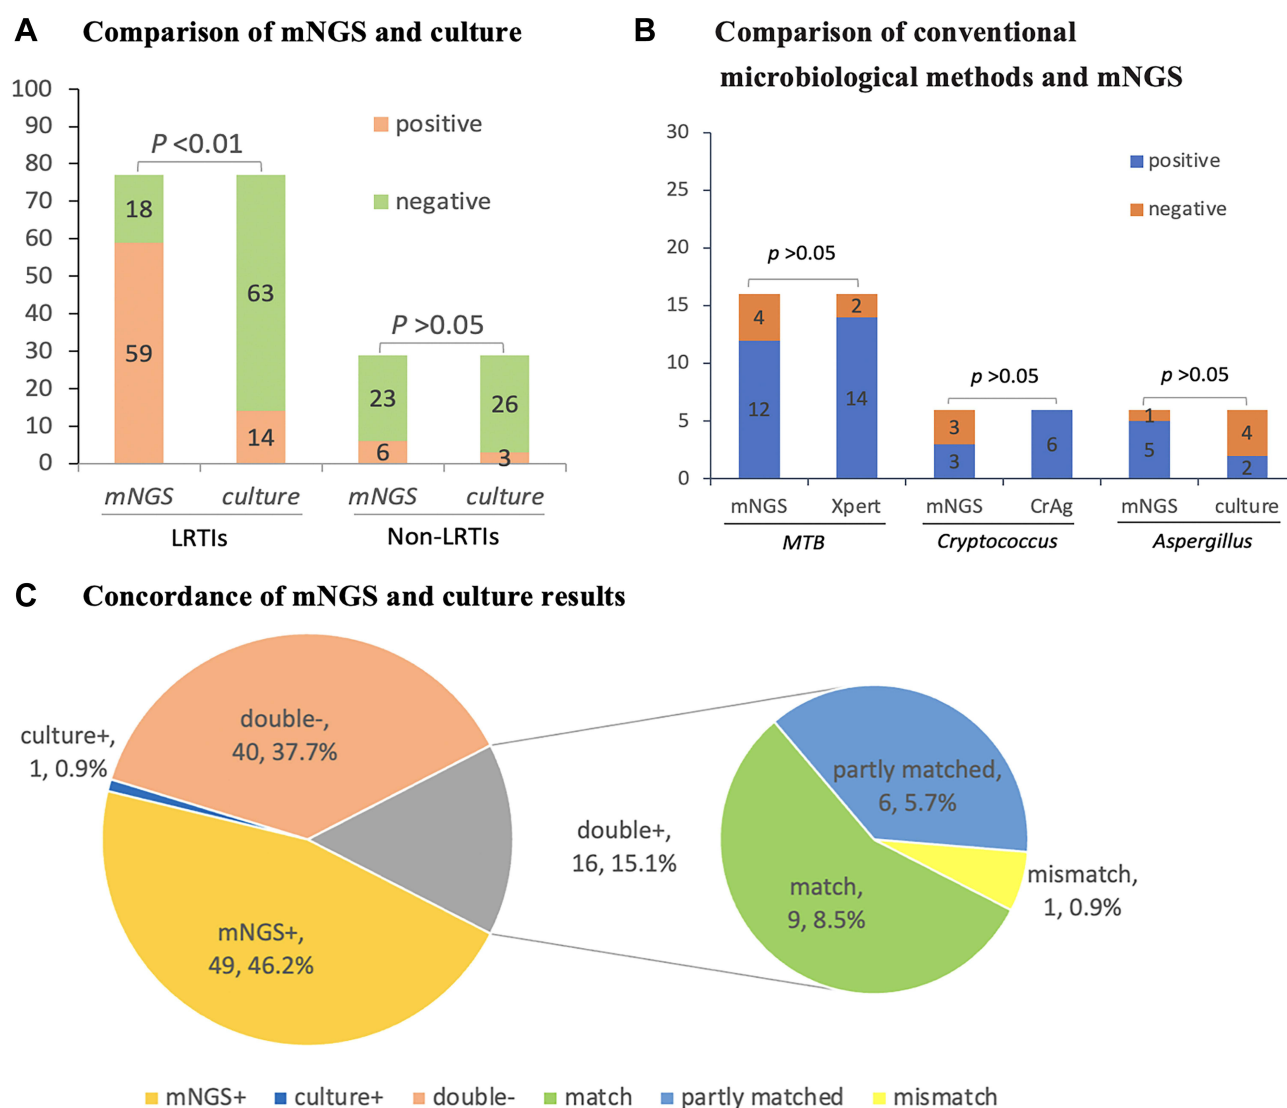 A Comparison of mNGS and culture
100
90
80
70
60
50
40
30
20
10
0
positive
negative
P <0.01
P >0.05
18
59
63
14
23
6
26
3
mNGS culture mNGS culture
LRTIs Non-LRTIs
B Comparison of conventional
microbiological methods and mNGS
30
25
20
15
10
5
0
positive
negative
p >0.05
p >0.05
p >0.05
4
12
2
14
3
3
6
1
5
4
2
mNGS Xpert mNGS CrAg mNGS culture
MTB Cryptococcus Aspergillus
C Concordance of mNGS and culture results
double-,
40, 37.7%
culture+,
1, 0.9%
mNGS+,
49, 46.2%
double+,
16, 15.1%
partly matched,
6, 5.7%
match,
9, 8.5%
mismatch,
1, 0.9%
mNGS+ culture+ double- match partly matched mismatch